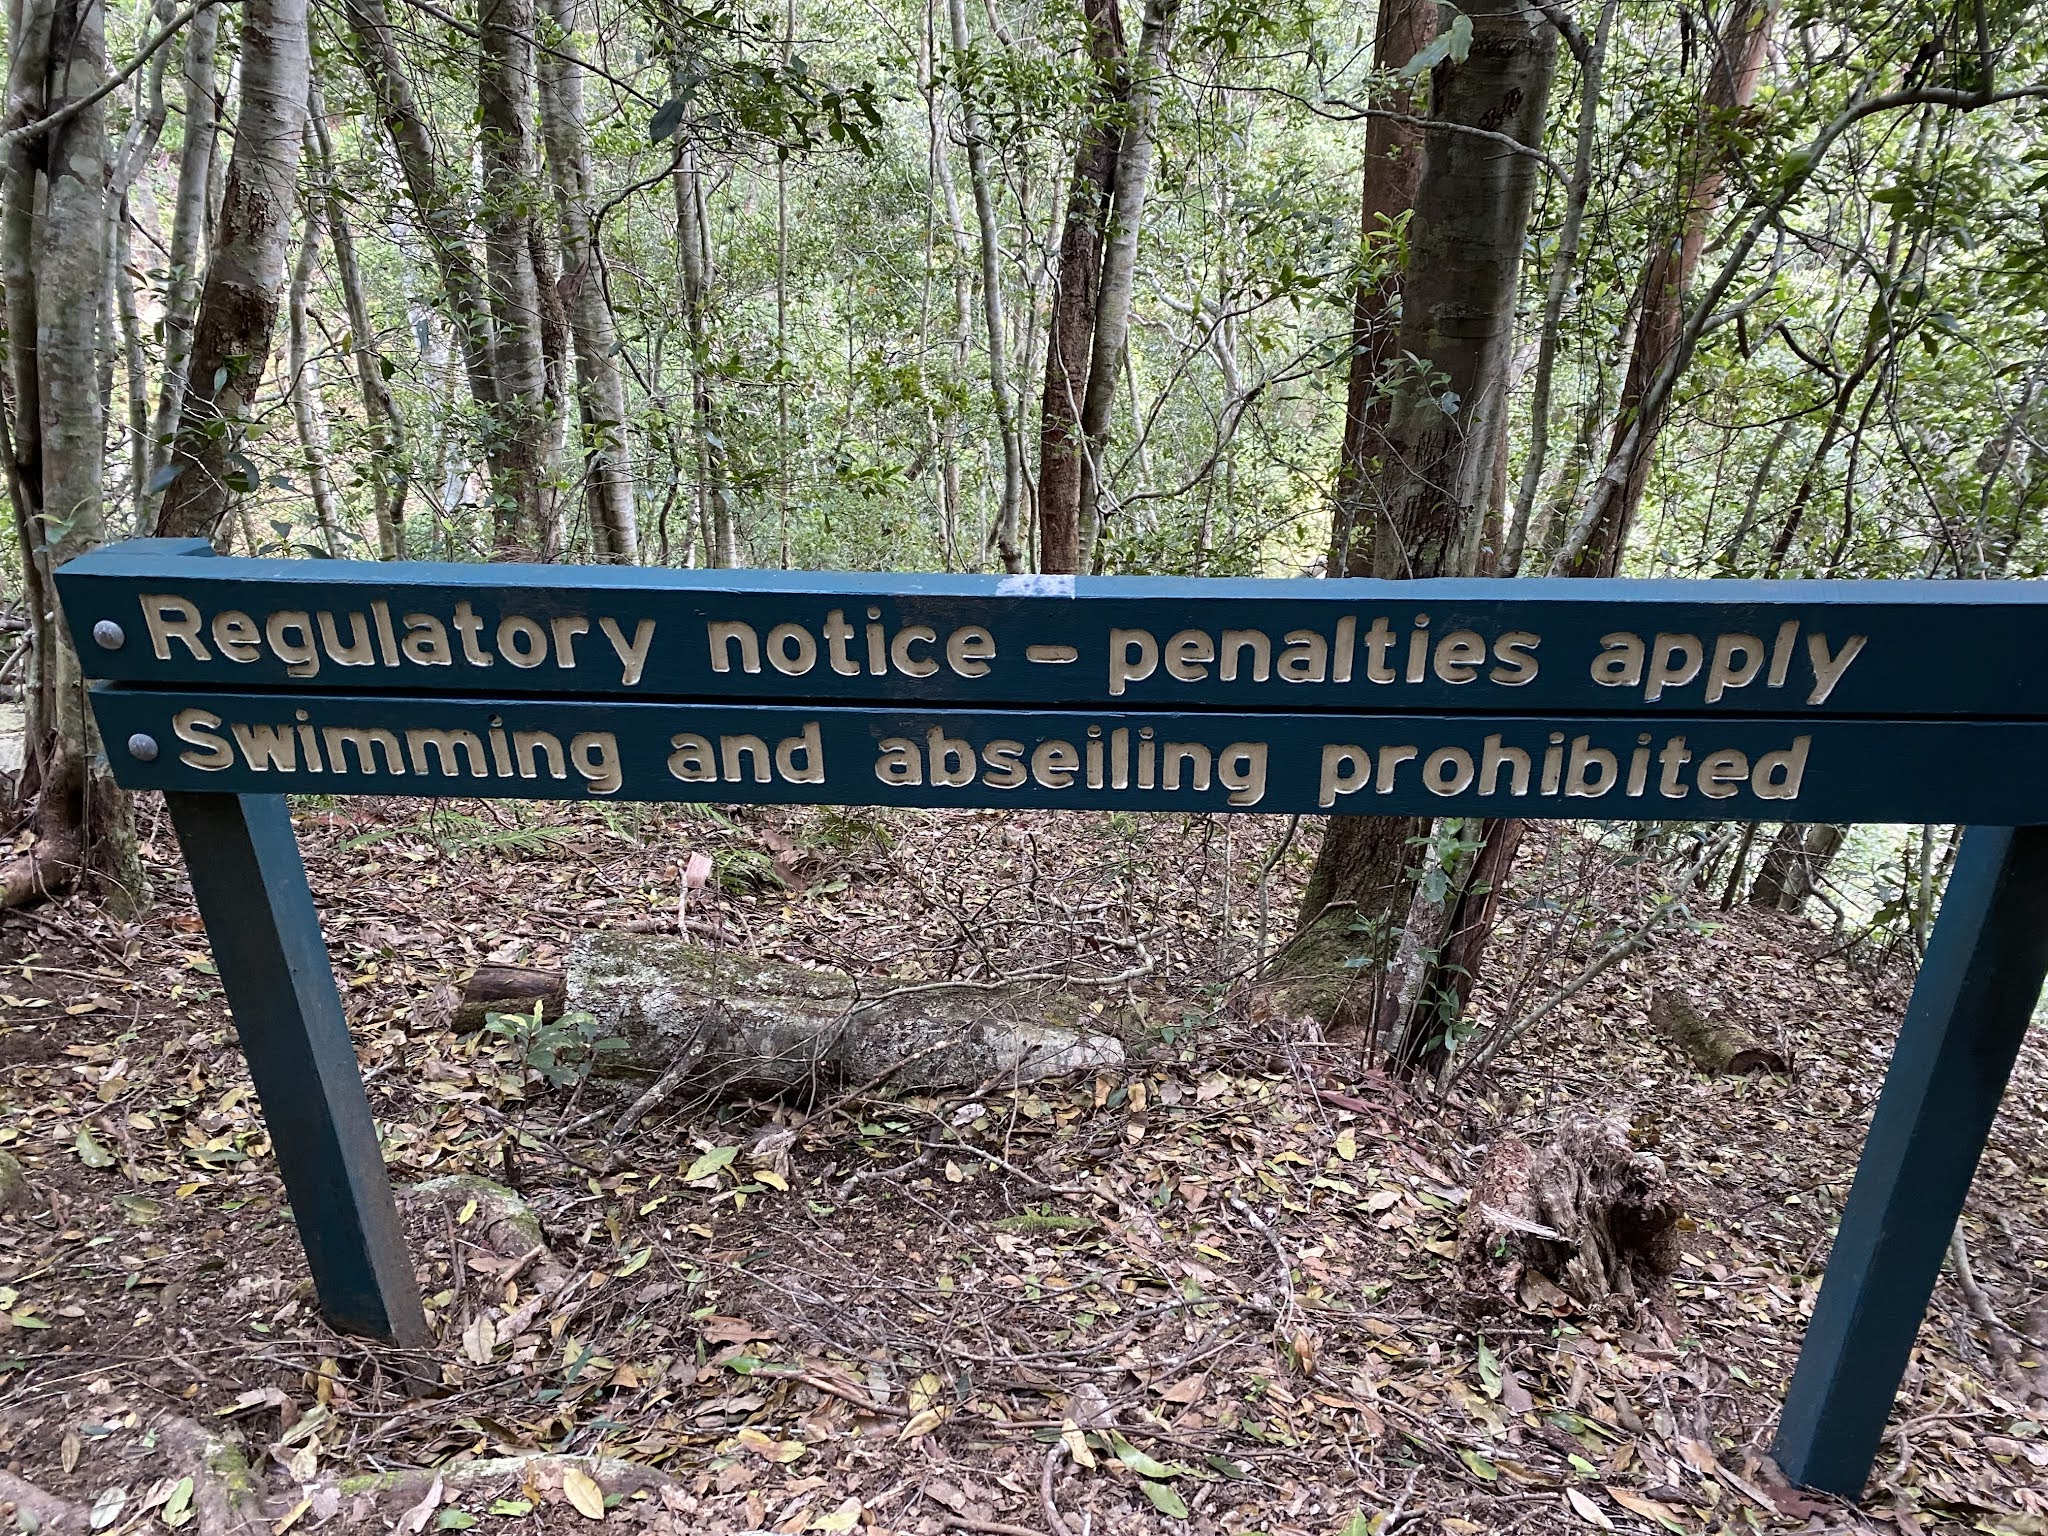 Regulatory notice – penalties apply
Swimming and abseiling prohibited